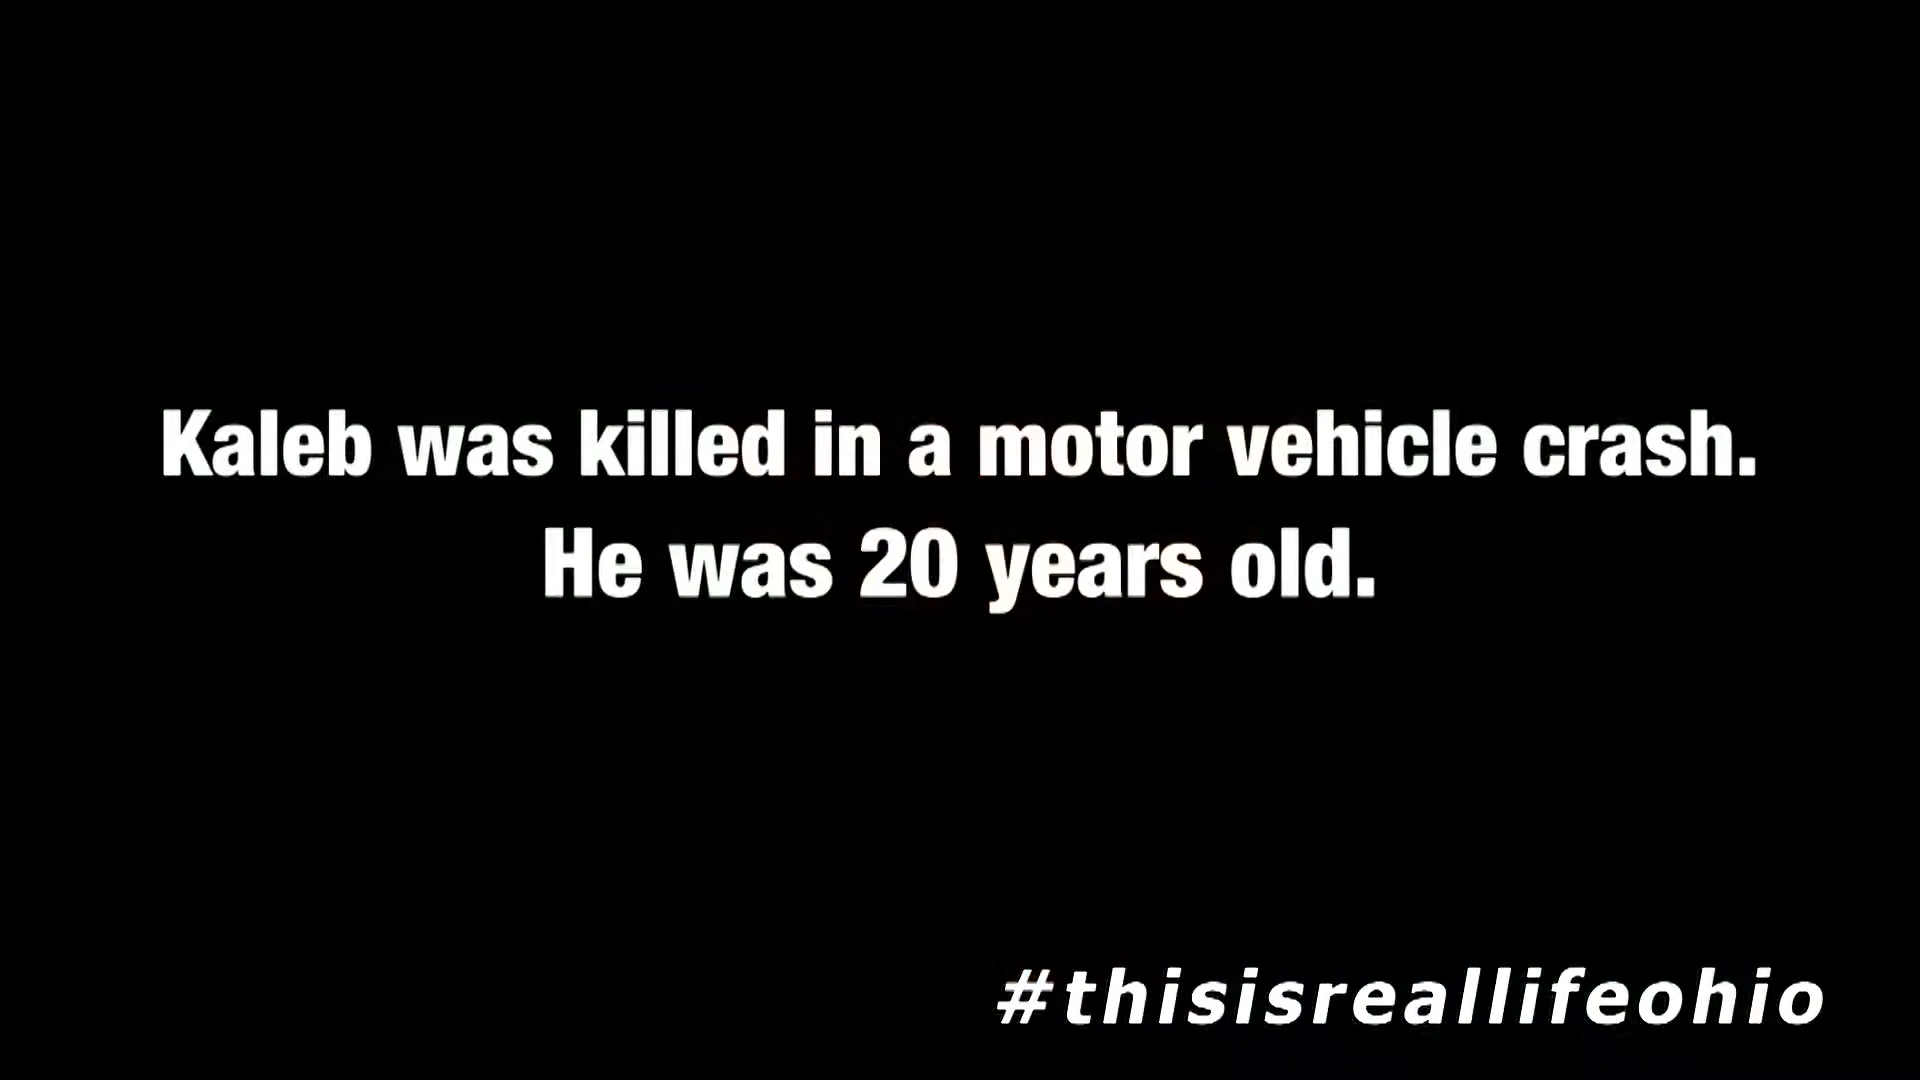 Kaleb was killed in a motor vehicle crash.
He was 20 years old.
#thisisreallifeohio